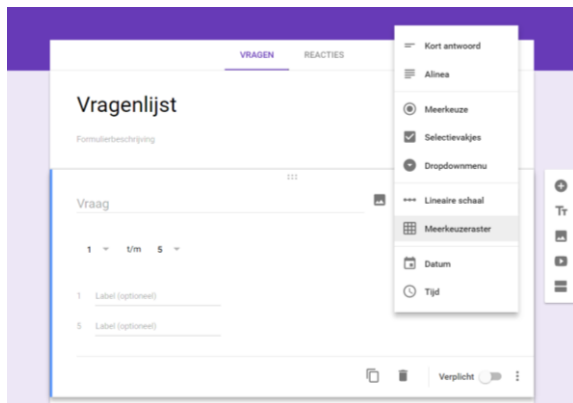 VRAGEN REACTIES
Vragenlijst
Formulierbeschrijving
Vraag
1 t/m 5
1 Label (optioneel)
5 Label (optioneel)
Verplicht
Kort antwoord
Alinea
Meerkeuze
Selectievakjes
Dropdownmenu
Lineaire schaal
Meerkeuzeraster
Datum
Tijd
Tт